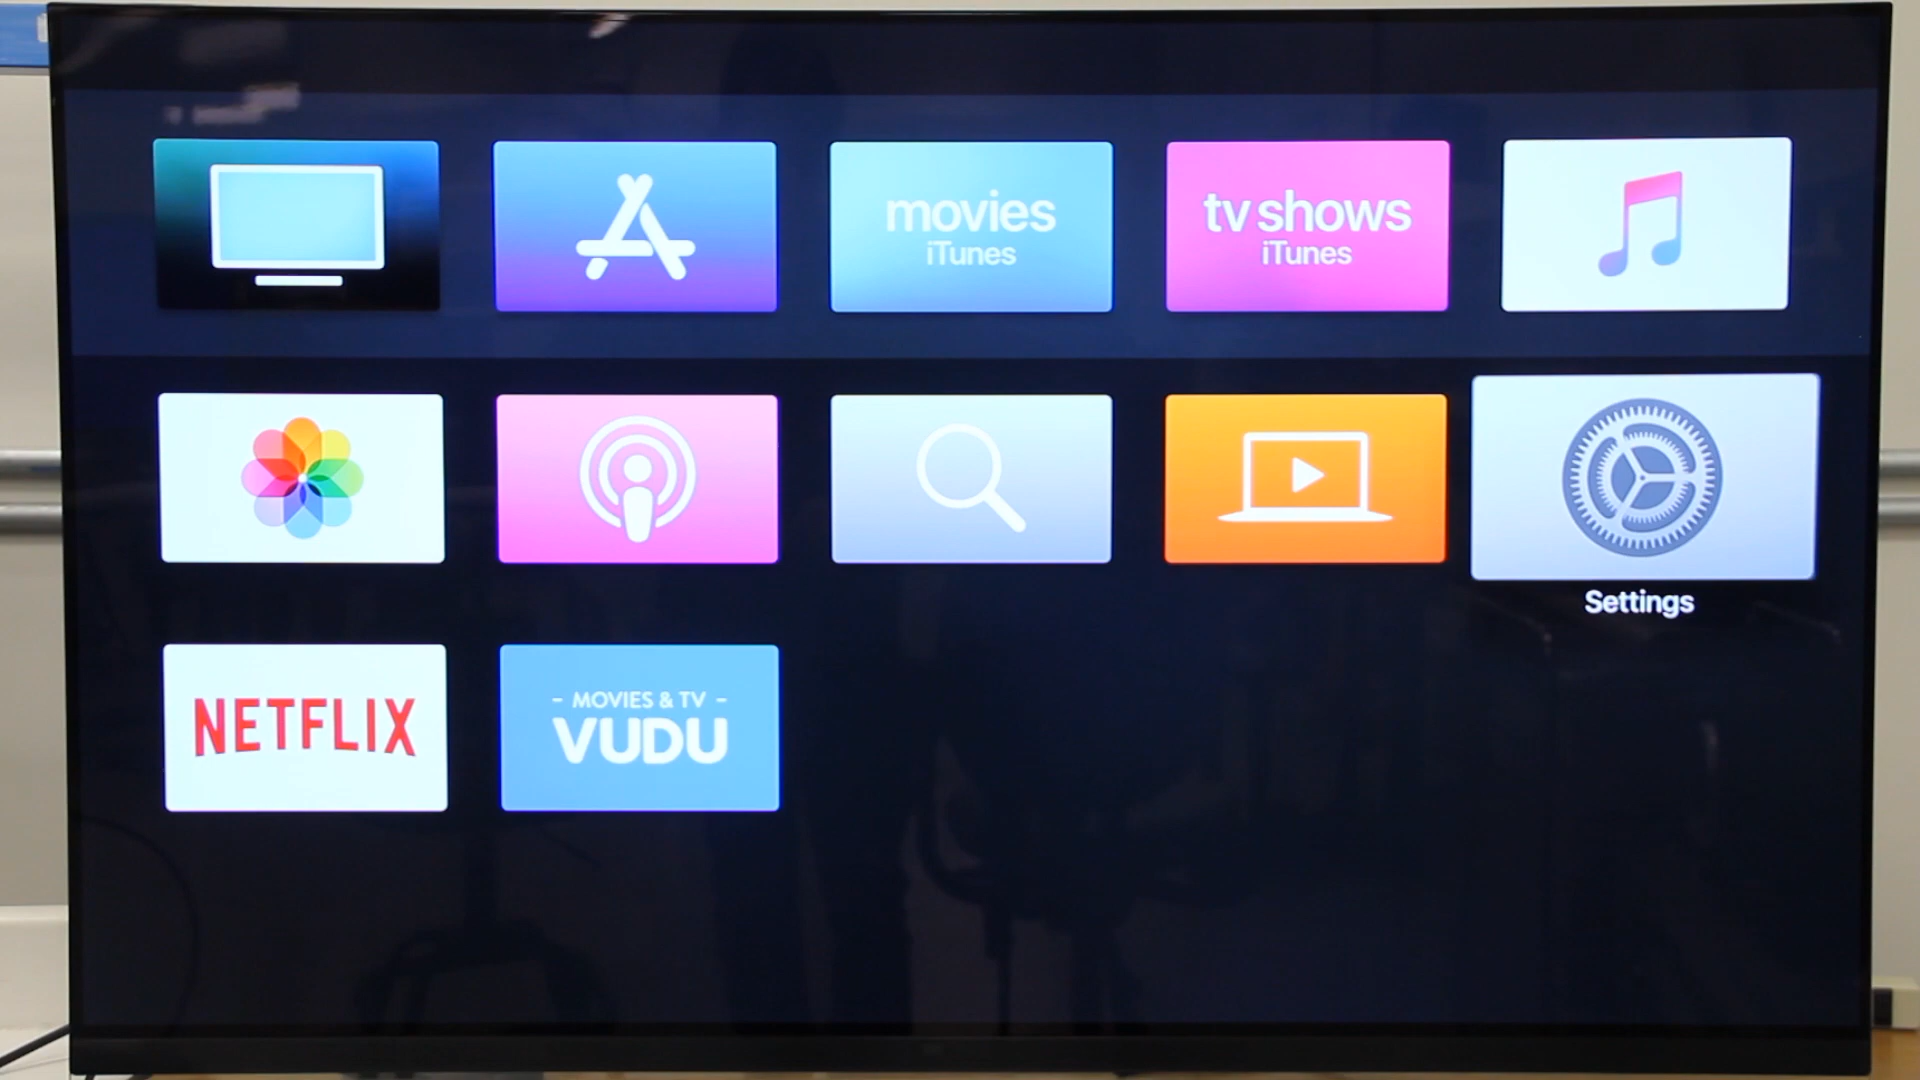 movies
iTunes
tv shows
iTunes
Settings
NETFLIX
- MOVIES & TV -
VUDU